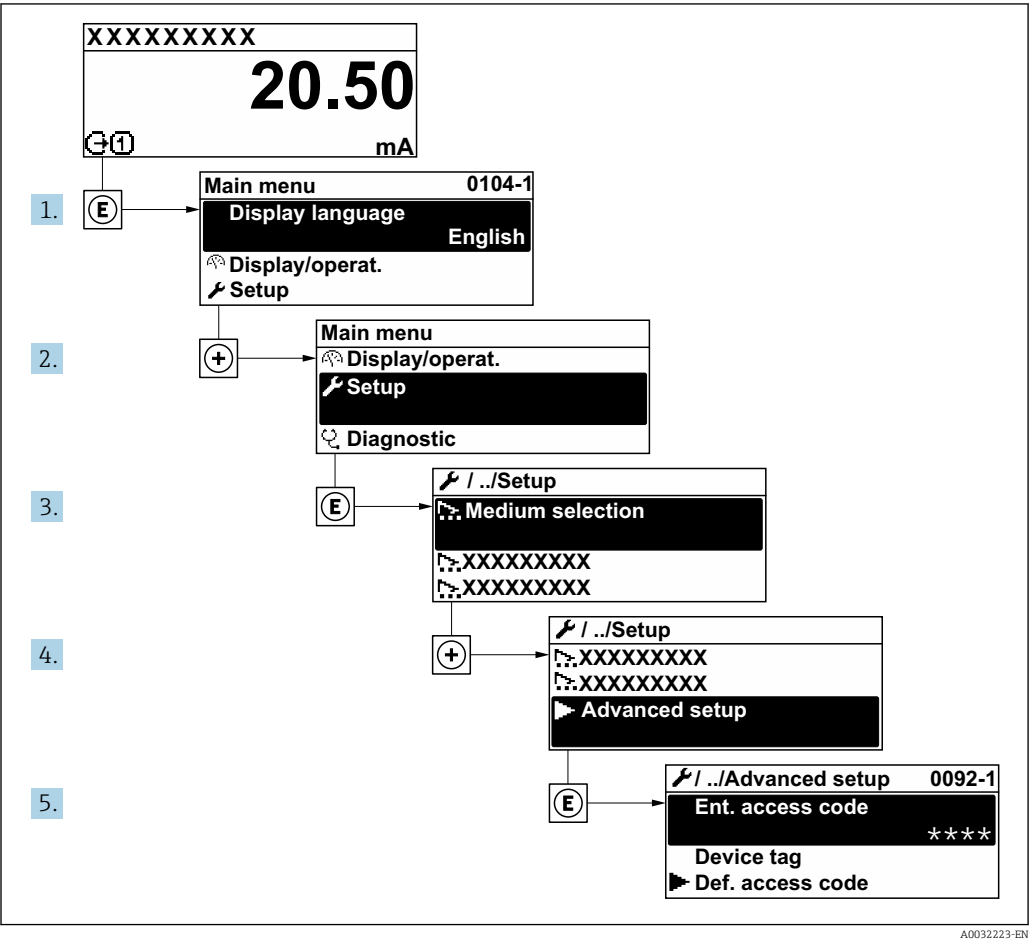 XXXXXXXXX
20.50
1 mA
1. E
Main menu 0104-1
Display language
English
Display/operat.
Setup
2. +
Main menu
Display/operat.
Setup
Diagnostic
3. E
/ ../Setup
Medium selection
XXXXXXXXX
XXXXXXXXX
4. +
/ ../Setup
XXXXXXXXX
XXXXXXXXX
Advanced setup
5. E
/ ../Advanced setup 0092-1
Ent. access code
****
Device tag
Def. access code
A0032223-EN